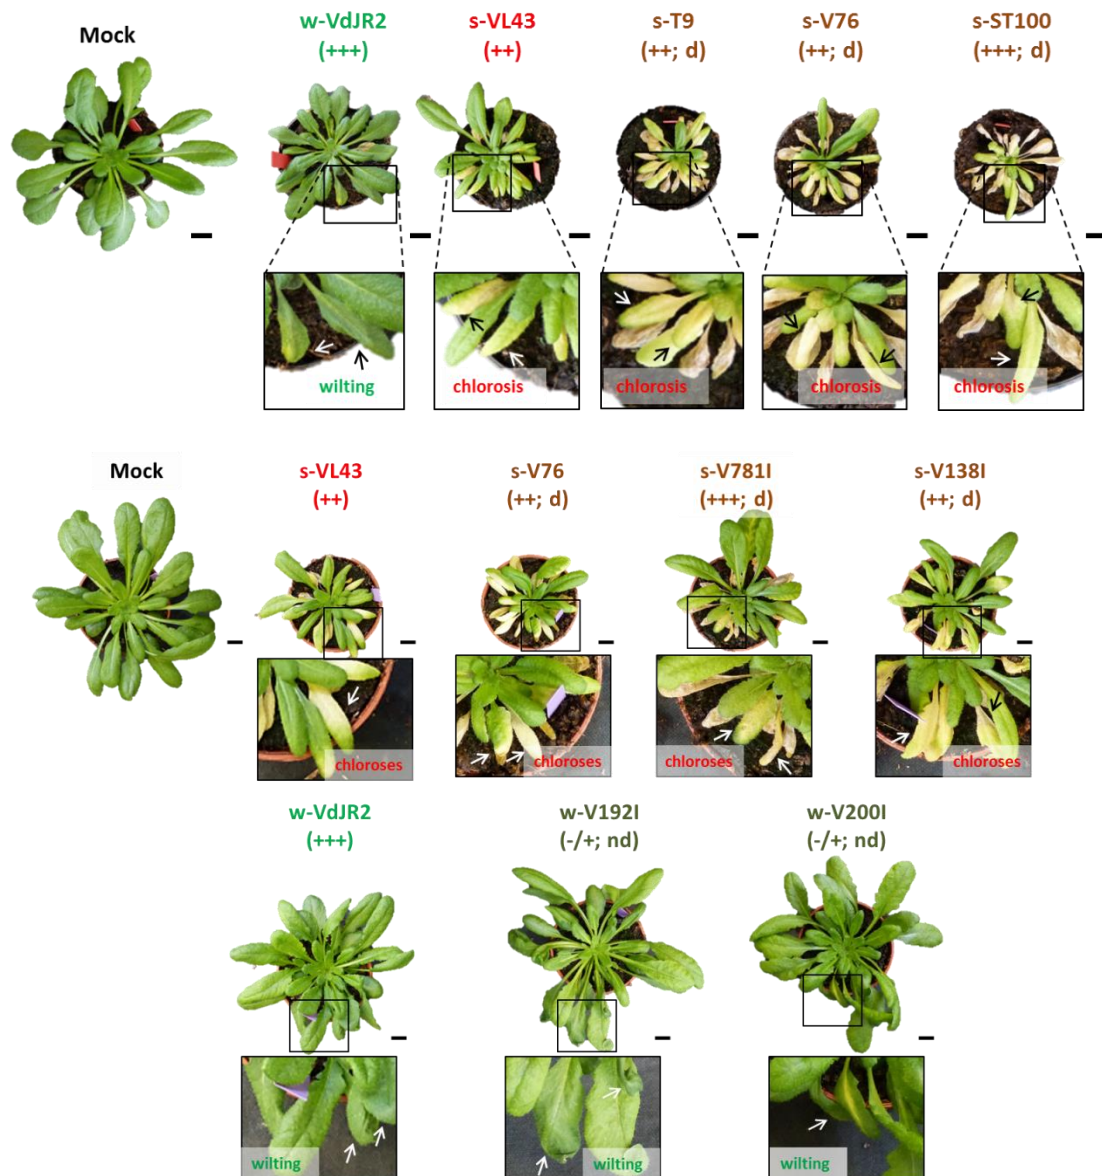 Mock
w-VdJR2
(+++)
s-VL43
(++)
s-T9
(++; d)
s-V76
(++; d)
s-ST100
(+++; d)
wilting
chlorosis
chlorosis
chlorosis
chlorosis
Mock
s-VL43
(++)
s-V76
(++; d)
s-V781I
(+++; d)
s-V138I
(++; d)
chloroses
chloroses
chloroses
chloroses
w-VdJR2
(+++)
w-V192I
(-/+; nd)
w-V200I
(-/+; nd)
wilting
wilting
wilting